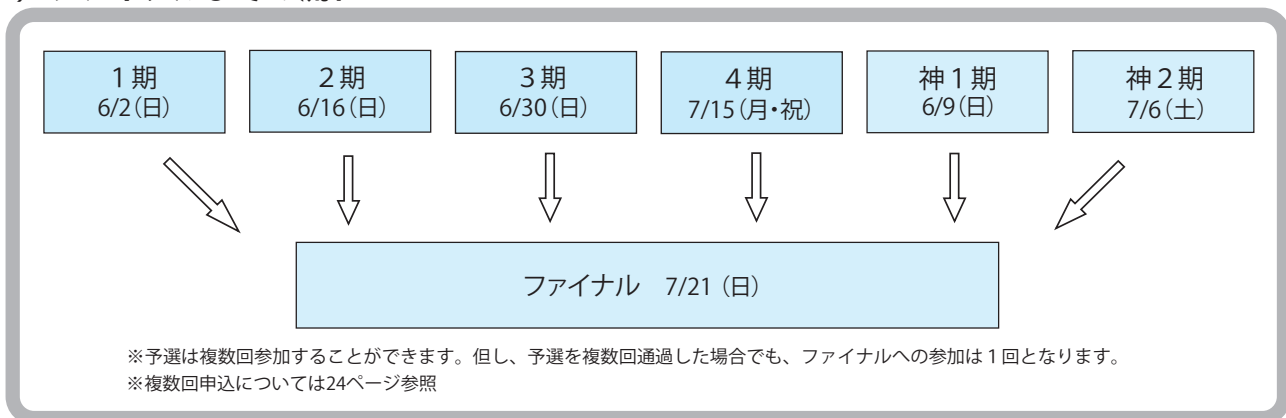 1期
6/2(日)
2期
6/16(日)
3期
6/30(日)
4期
7/15(月・祝)
神1期
6/9(日)
神2期
7/6(土)
ファイナル 7/21(日)
※予選は複数回参加することができます。但し、予選を複数回通過した場合でも、ファイナルへの参加は1回となります。
※複数回申込については24ページ参照